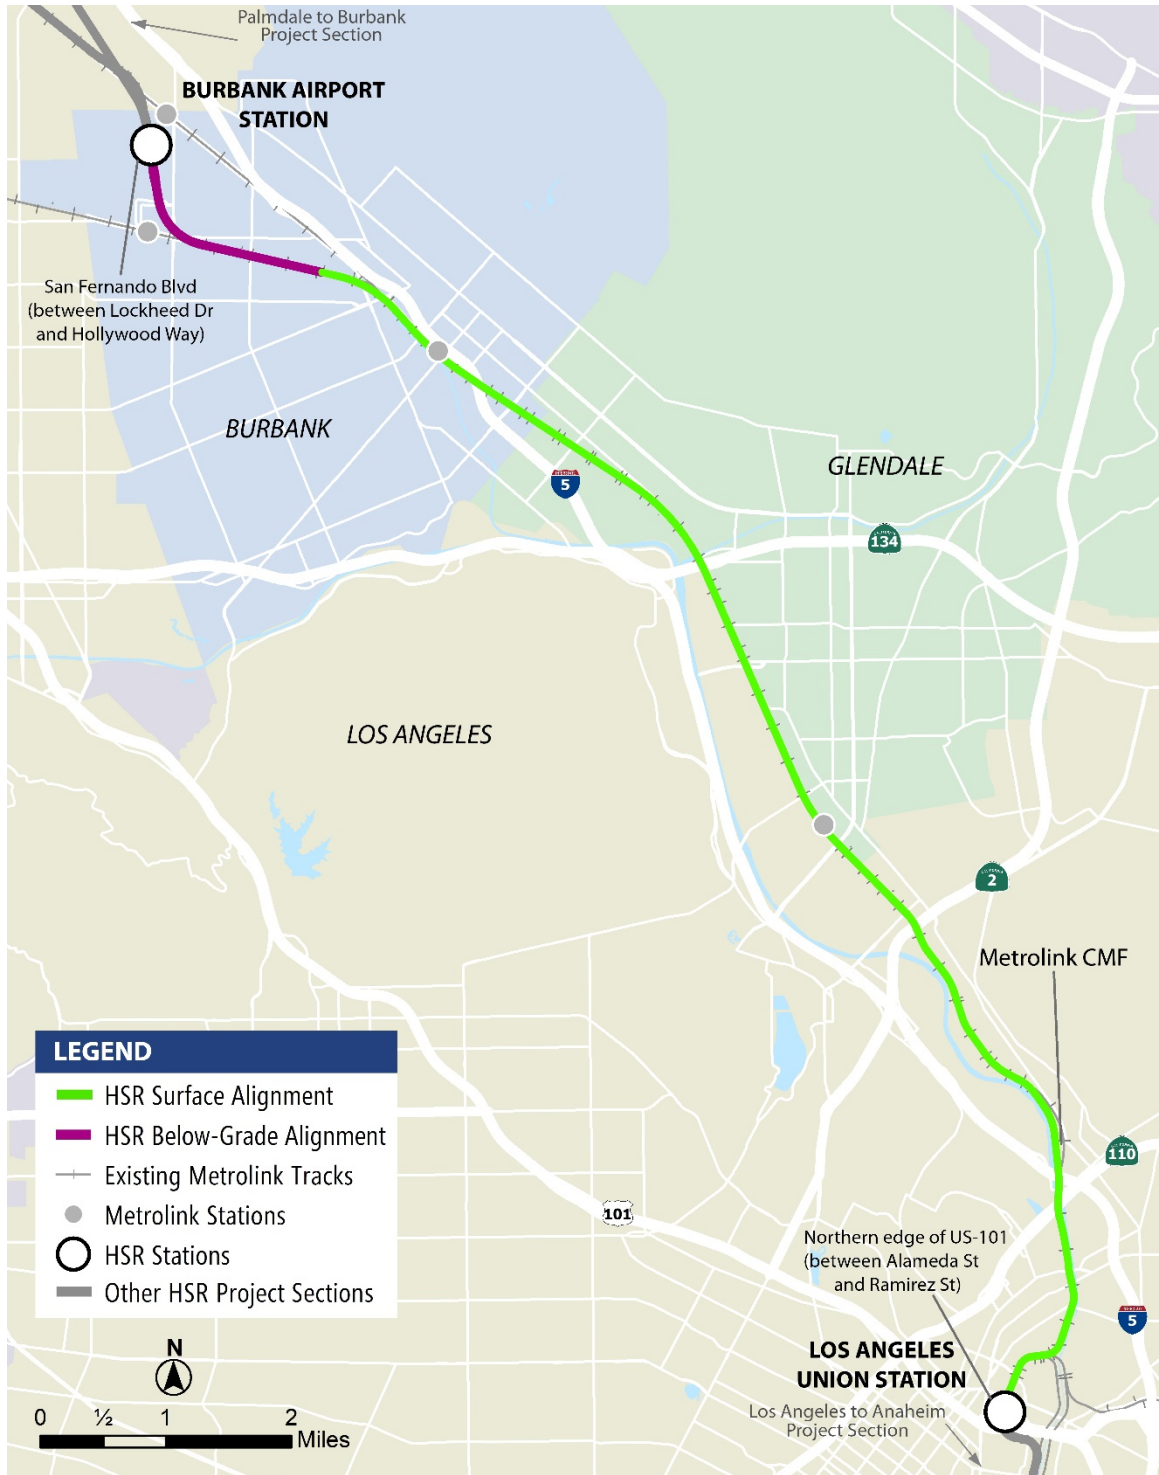 Palmdale to Burbank
Project Section
BURBANK AIRPORT
STATION
San Fernando Blvd
(between Lockheed Dr
and Hollywood Way)
BURBANK
GLENDALE
5
134
LOS ANGELES
2
Metrolink CMF
LEGEND
HSR Surface Alignment
HSR Below-Grade Alignment
Existing Metrolink Tracks
Metrolink Stations
HSR Stations
Other HSR Project Sections
110
101
Northern edge of US-101
(between Alameda St
and Ramirez St)
5
LOS ANGELES
UNION STATION
Los Angeles to Anaheim
Project Section
N
0 ½ 1 2
Miles